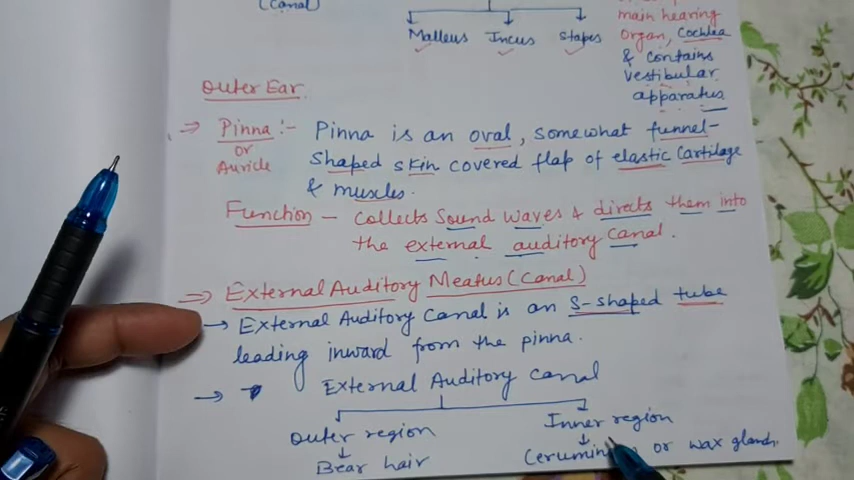 (Canal)
Malleus Incus stapes
main hearing
organ, cochlea
& contains
vestibular
apparatus
Outer Ear
⇒ Pinna :- Pinna is an oval, somewhat funnel-
or
Auricle
shaped skin covered flap of elastic cartilage
& muscles.
Function – collects sound waves & directs them into
the external auditory canal.
⇒ External Auditory Meatus (Canal)
→ External Auditory canal is an S-shaped tube
leading inward from the pinna.
→ External Auditory canal
Outer region Inner region
↓ ↓
Bear hair or wax glands.